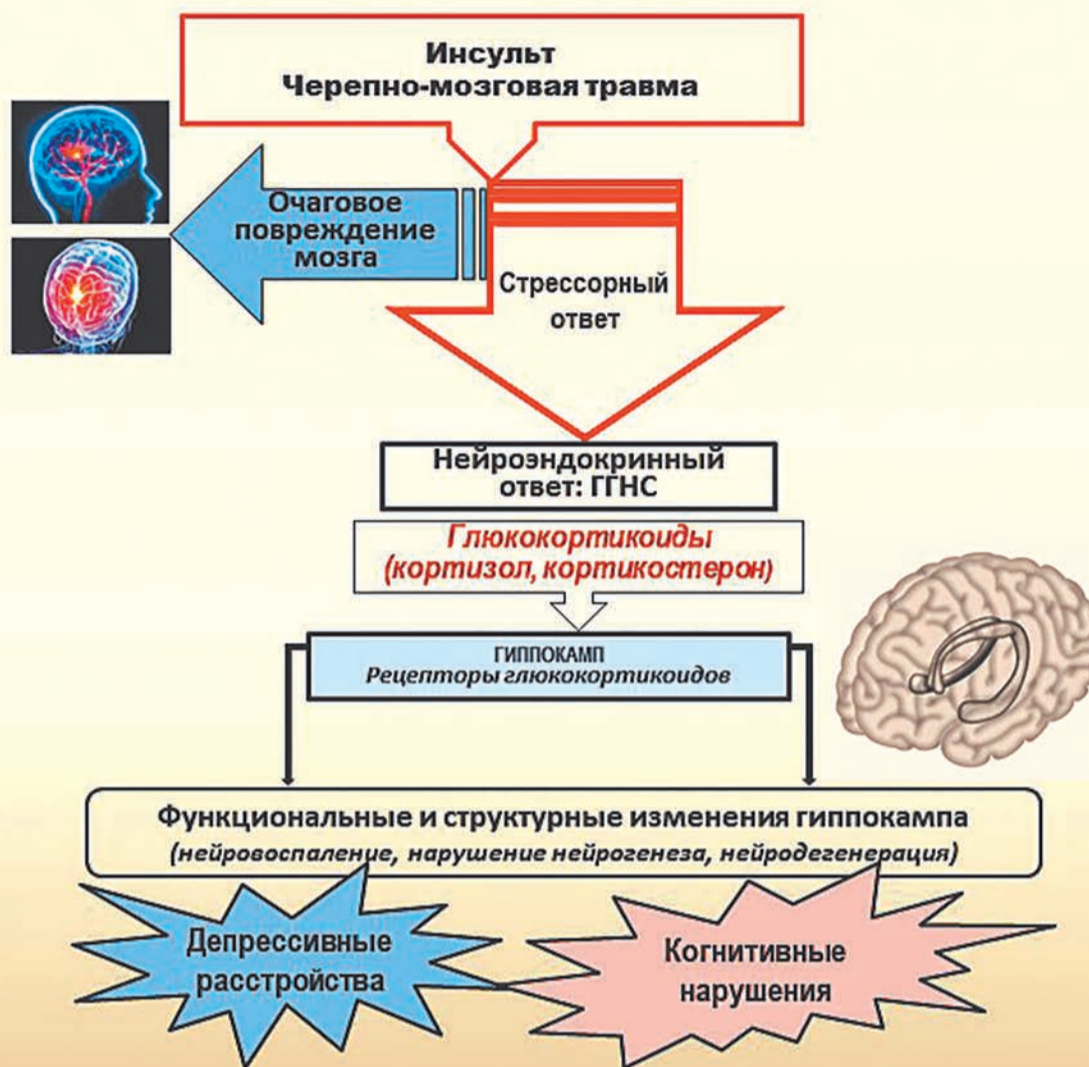 Инсульт
Черепно-мозговая травма
Очаговое
повреждение
мозга
Стрессорный
ответ
Нейроэндокринный
ответ: ГГНС
Глюкокортикоиды
(кортизол, кортикостерон)
ГИППОКАМП
Рецепторы глюкокортикоидов
Функциональные и структурные изменения гиппокампа
(нейровоспаление, нарушение нейрогенеза, нейродегенерация)
Депрессивные
расстройства
Когнитивные
нарушения